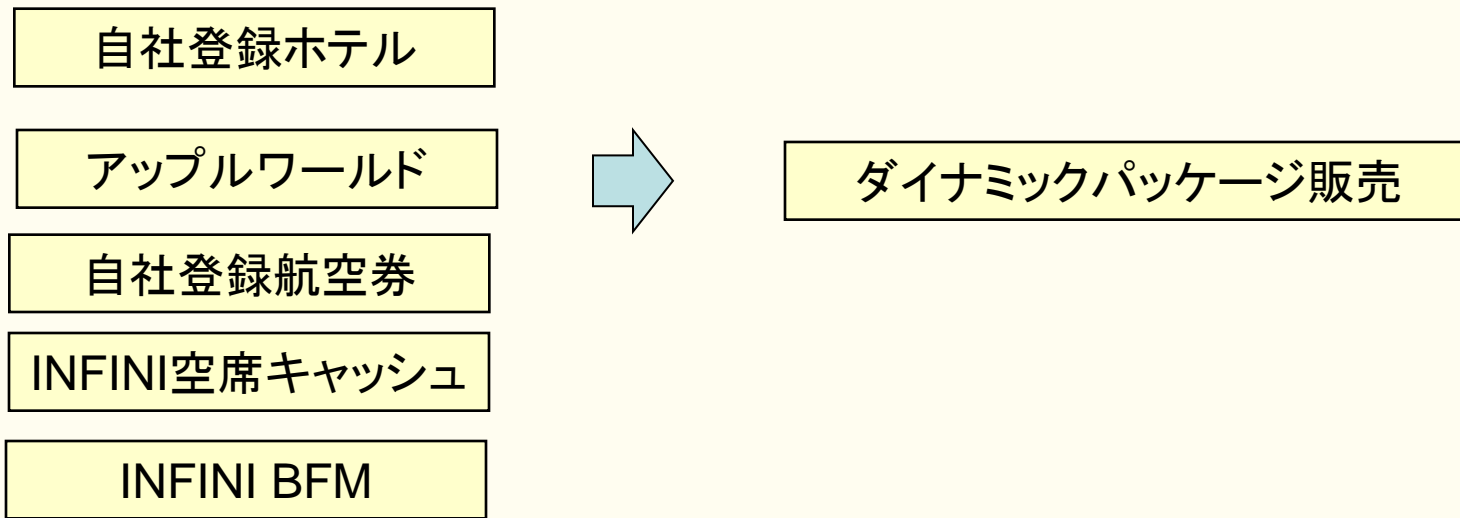 自社登録ホテル
アップルワールド
ダイナミックパッケージ販売
自社登録航空券
INFINI空席キャッシュ
INFINI BFM